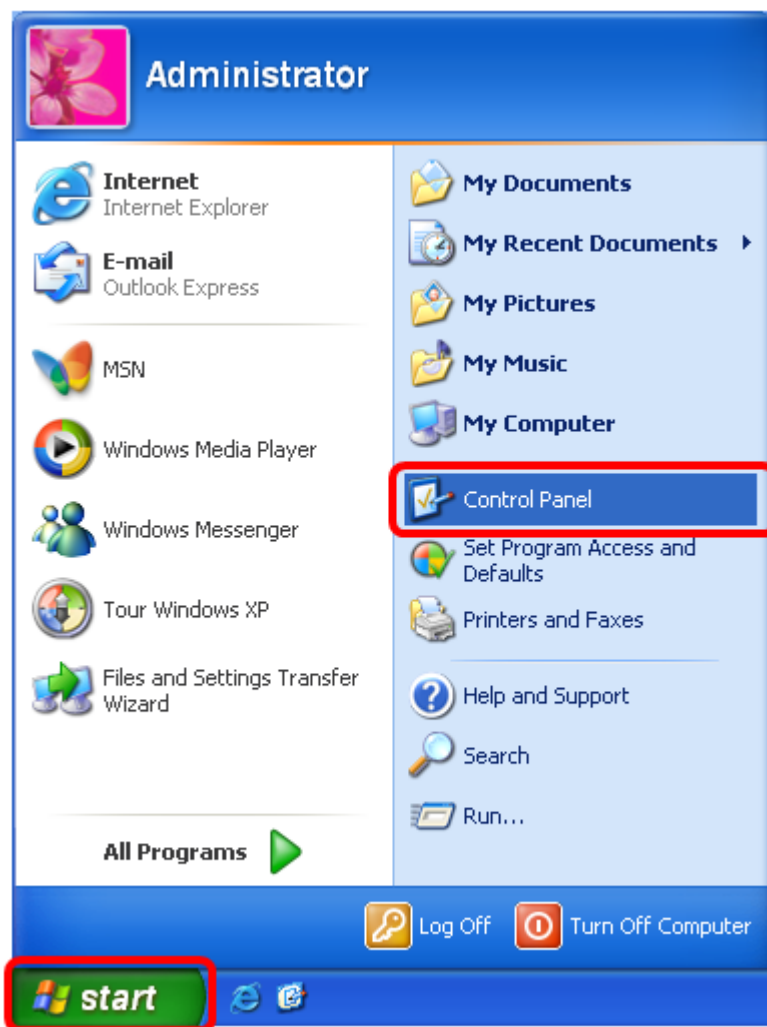 Administrator
Internet
Internet Explorer
E-mail
Outlook Express
MSN
Windows Media Player
Windows Messenger
Tour Windows XP
Files and Settings Transfer
Wizard
All Programs
My Documents
My Recent Documents
My Pictures
My Music
My Computer
Control Panel
Set Program Access and
Defaults
Printers and Faxes
Help and Support
Search
Run...
Log Off
Turn Off Computer
start